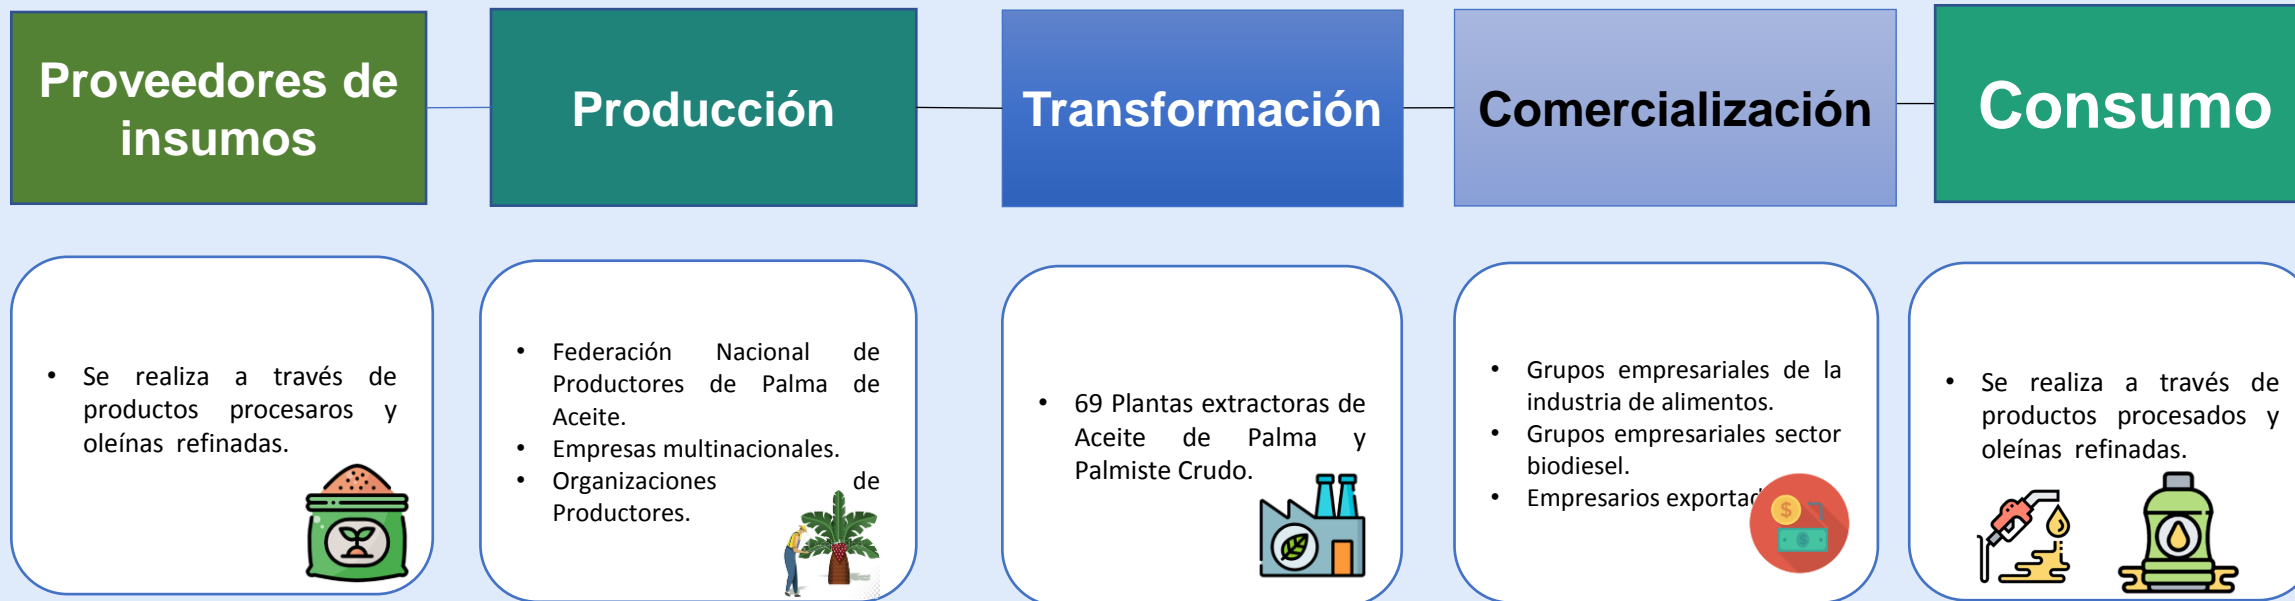 Proveedores de
insumos
Producción
Transformación
Comercialización
Consumo
• Se realiza a través de
productos procesaros y
oleínas refinadas.
• Federación Nacional de
Productores de Palma de
Aceite.
• Empresas multinacionales.
• Organizaciones de
Productores.
• 69 Plantas extractoras de
Aceite de Palma y
Palmiste Crudo.
• Grupos empresariales de la
industria de alimentos.
• Grupos empresariales sector
biodiesel.
• Empresarios
• Se realiza a través de
productos procesados y
oleínas refinadas.